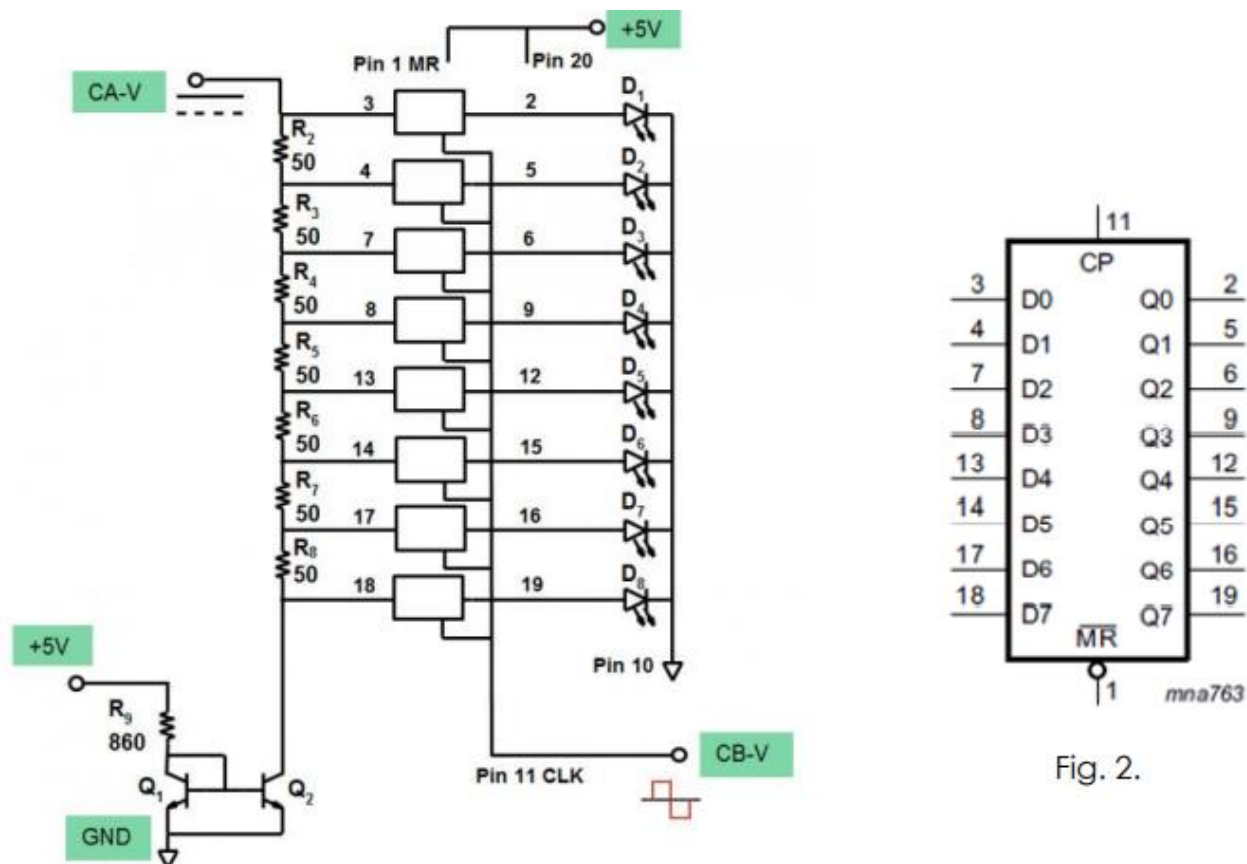 +5V
Pin 1 MR
Pin 20
CA-V
3
2
D1
R2
50
4
5
D2
R3
50
7
6
D3
R4
50
8
9
D4
R5
50
13
12
D5
R6
50
14
15
D6
R7
50
17
16
D7
R8
50
18
19
D8
+5V
Pin 10
R9
860
CB-V
Pin 11 CLK
Q1
Q2
GND
11
CP
3 D0 Q0 2
4 D1 Q1 5
7 D2 Q2 6
8 D3 Q3 9
13 D4 Q4 12
14 D5 Q5 15
17 D6 Q6 16
18 D7 Q7 19
MR
1
mna763
Fig. 2.